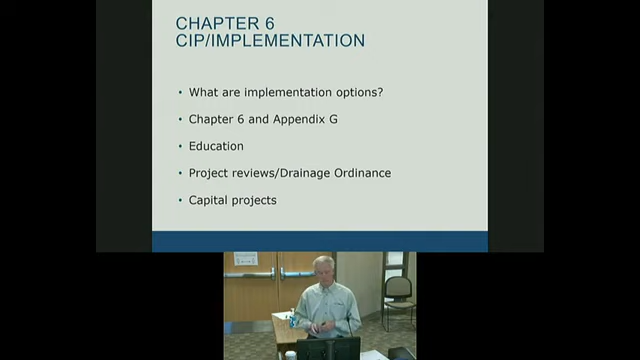 CHAPTER 6
CIP/IMPLEMENTATION
• What are implementation options?
• Chapter 6 and Appendix G
• Education
• Project reviews/Drainage Ordinance
• Capital projects